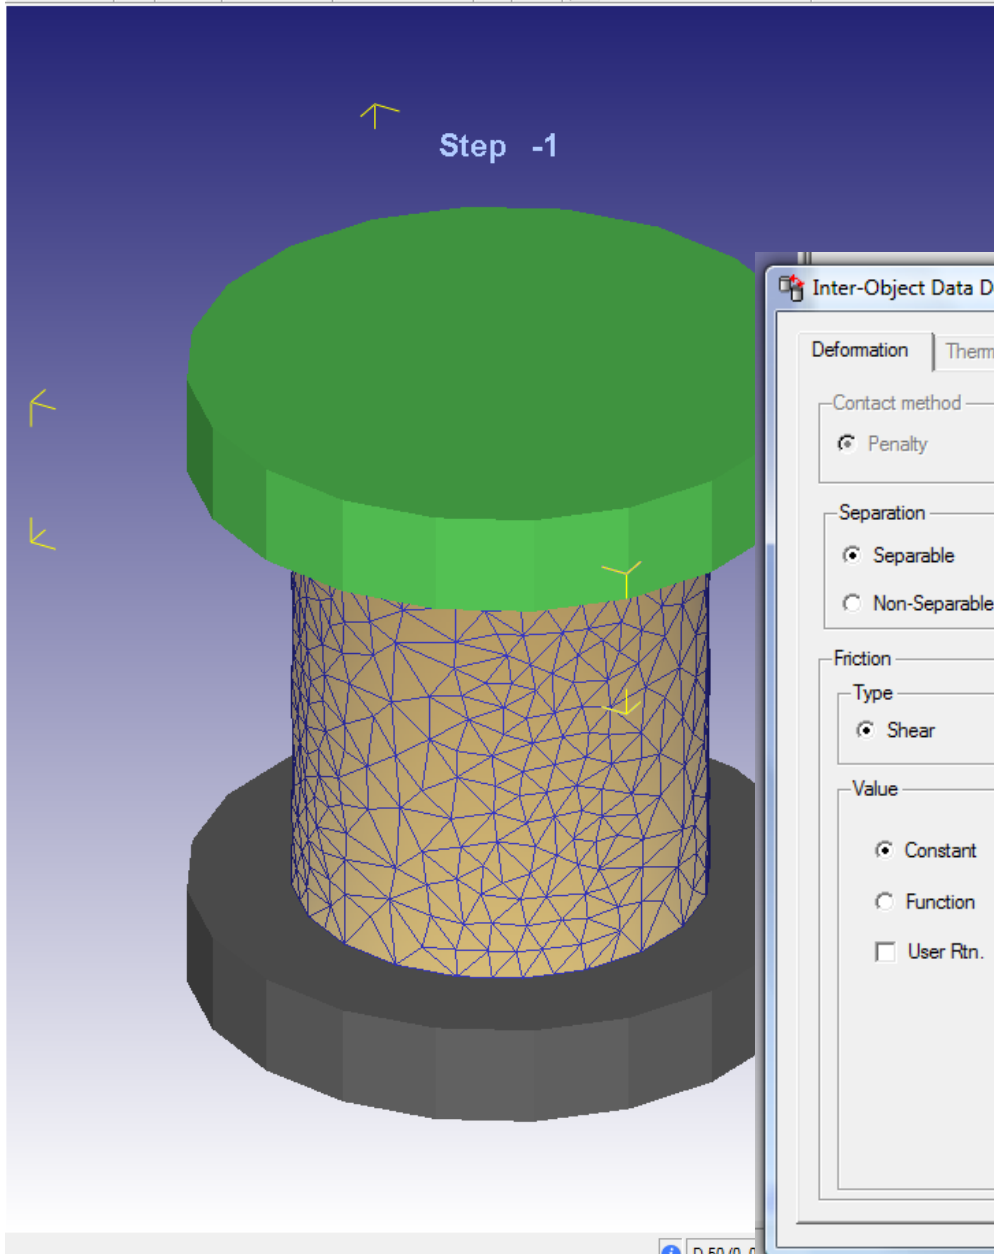 Step -1
Inter-Object Data D
Deformation
Therm
Contact method
Penalty
Separation
Separable
Non-Separable
Friction
Type
Shear
Value
Constant
Function
User Rtn.